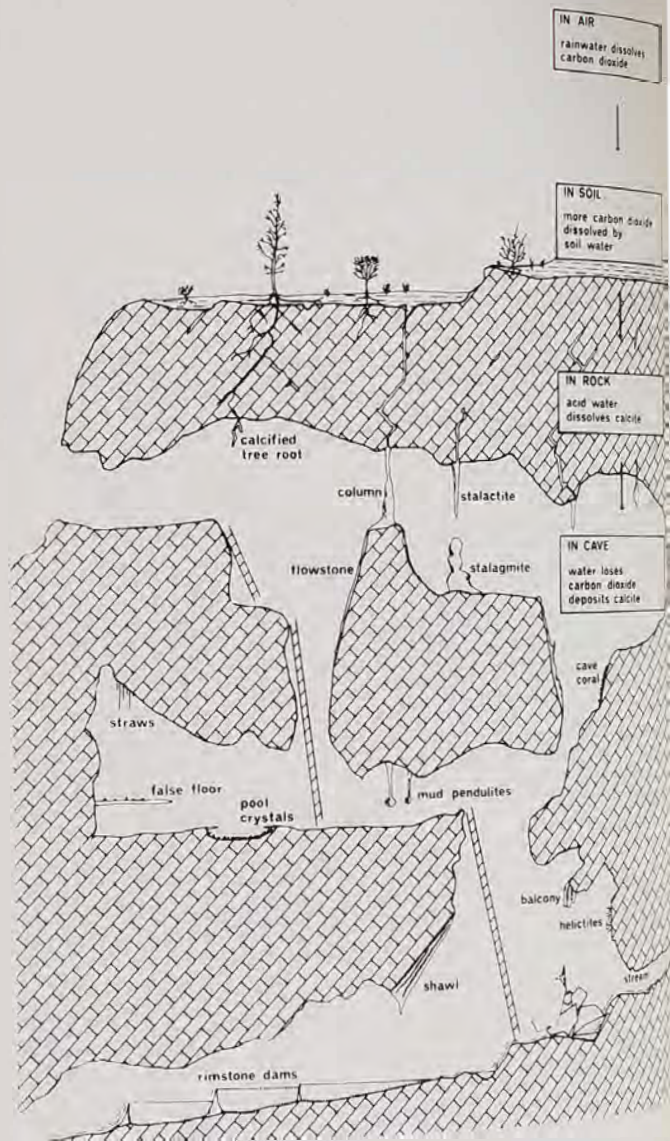 IN AIR
rainwater dissolves
carbon dioxide
IN SOIL
more carbon dioxide
dissolved by
soil water
IN ROCK
acid water
dissolves calcite
calcified
tree root
column
stalactite
IN CAVE
water loses
carbon dioxide
deposits calcite
flowstone
stalagmite
cave
coral
straws
false floor
pool
crystals
mud pendulites
balcony
helictites
stream
shawl
rimstone dams